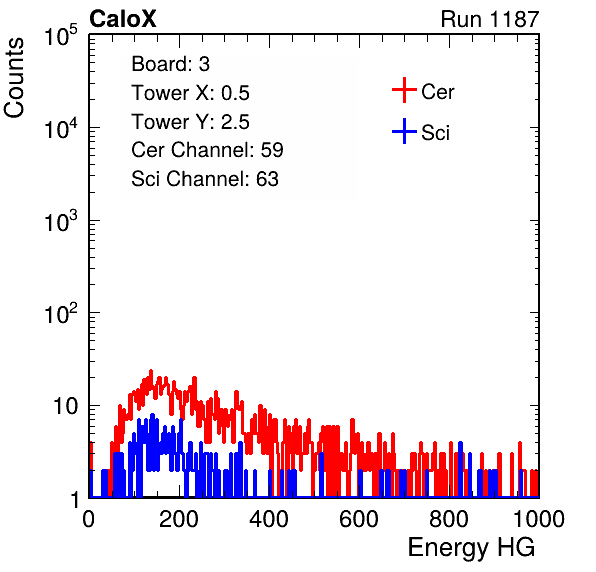 CaloX Run 1187
Counts
Board: 3
Tower X: 0.5
Tower Y: 2.5
Cer Channel: 59
Sci Channel: 63
Cer
Sci
10^5
10^4
10^3
10^2
10
1
0 200 400 600 800 1000
Energy HG